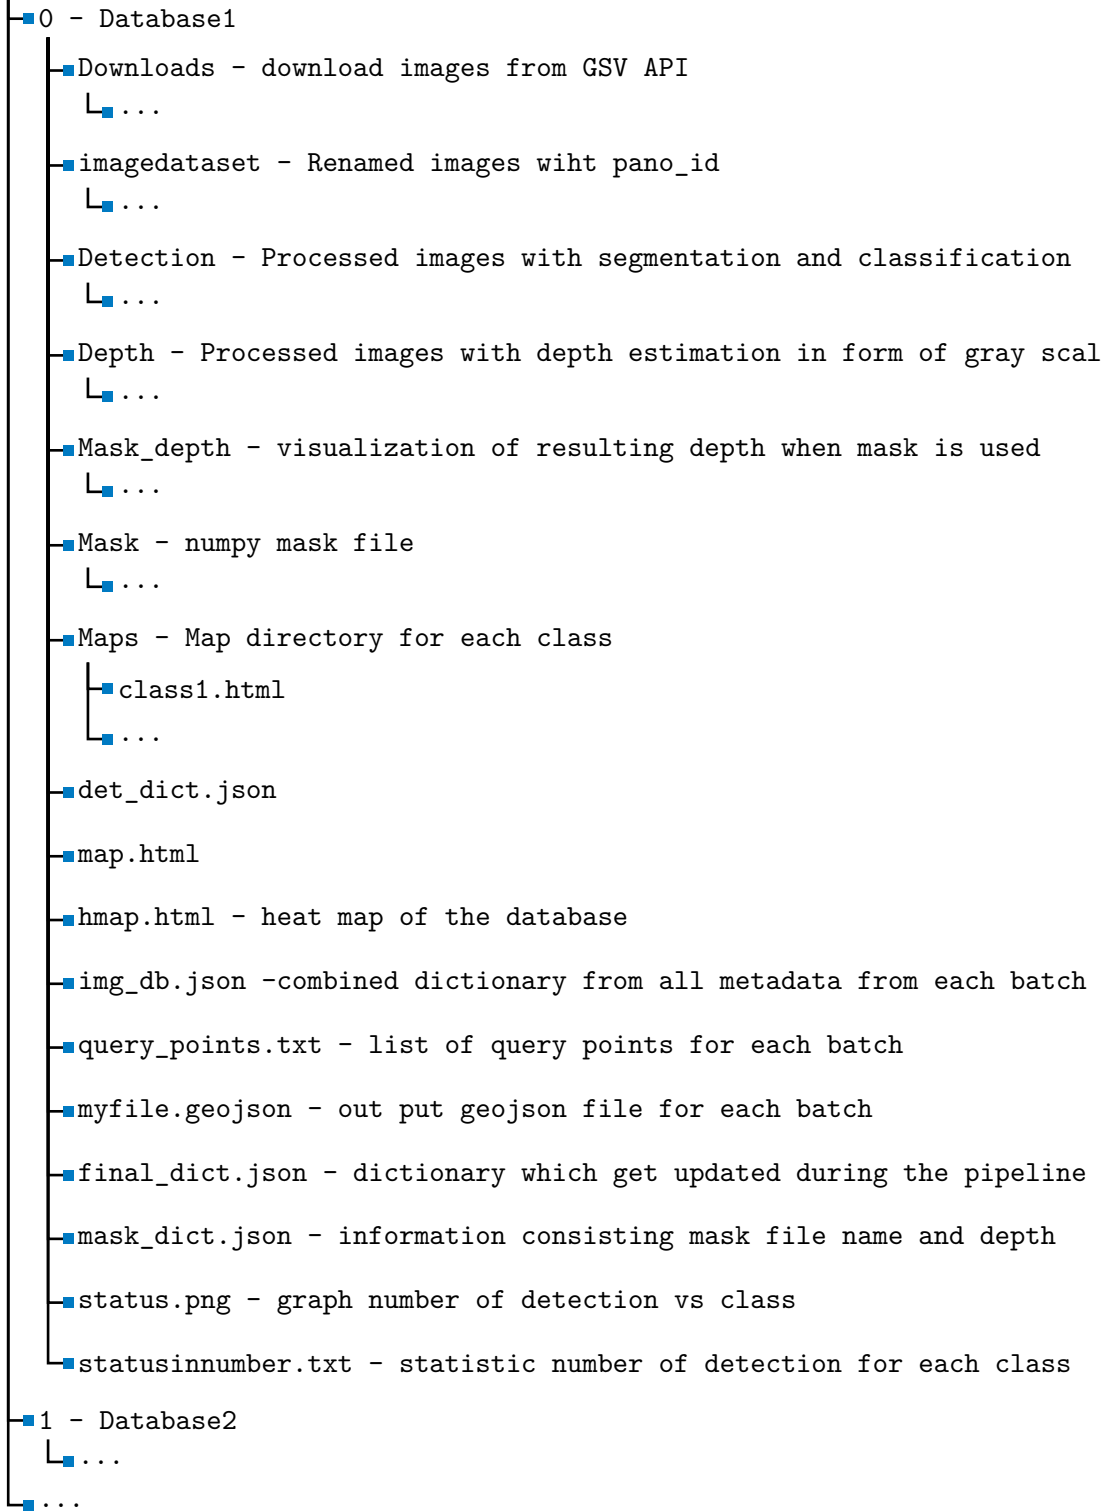 0 - Database1
Downloads - download images from GSV API
...
imagedataset - Renamed images wiht pano_id
...
Detection - Processed images with segmentation and classification
...
Depth - Processed images with depth estimation in form of gray scal
...
Mask_depth - visualization of resulting depth when mask is used
...
Mask - numpy mask file
...
Maps - Map directory for each class
class1.html
...
det_dict.json
map.html
hmap.html - heat map of the database
img_db.json -combined dictionary from all metadata from each batch
query_points.txt - list of query points for each batch
myfile.geojson - out put geojson file for each batch
final_dict.json - dictionary which get updated during the pipeline
mask_dict.json - information consisting mask file name and depth
status.png - graph number of detection vs class
statusinnumber.txt - statistic number of detection for each class
1 - Database2
...
...